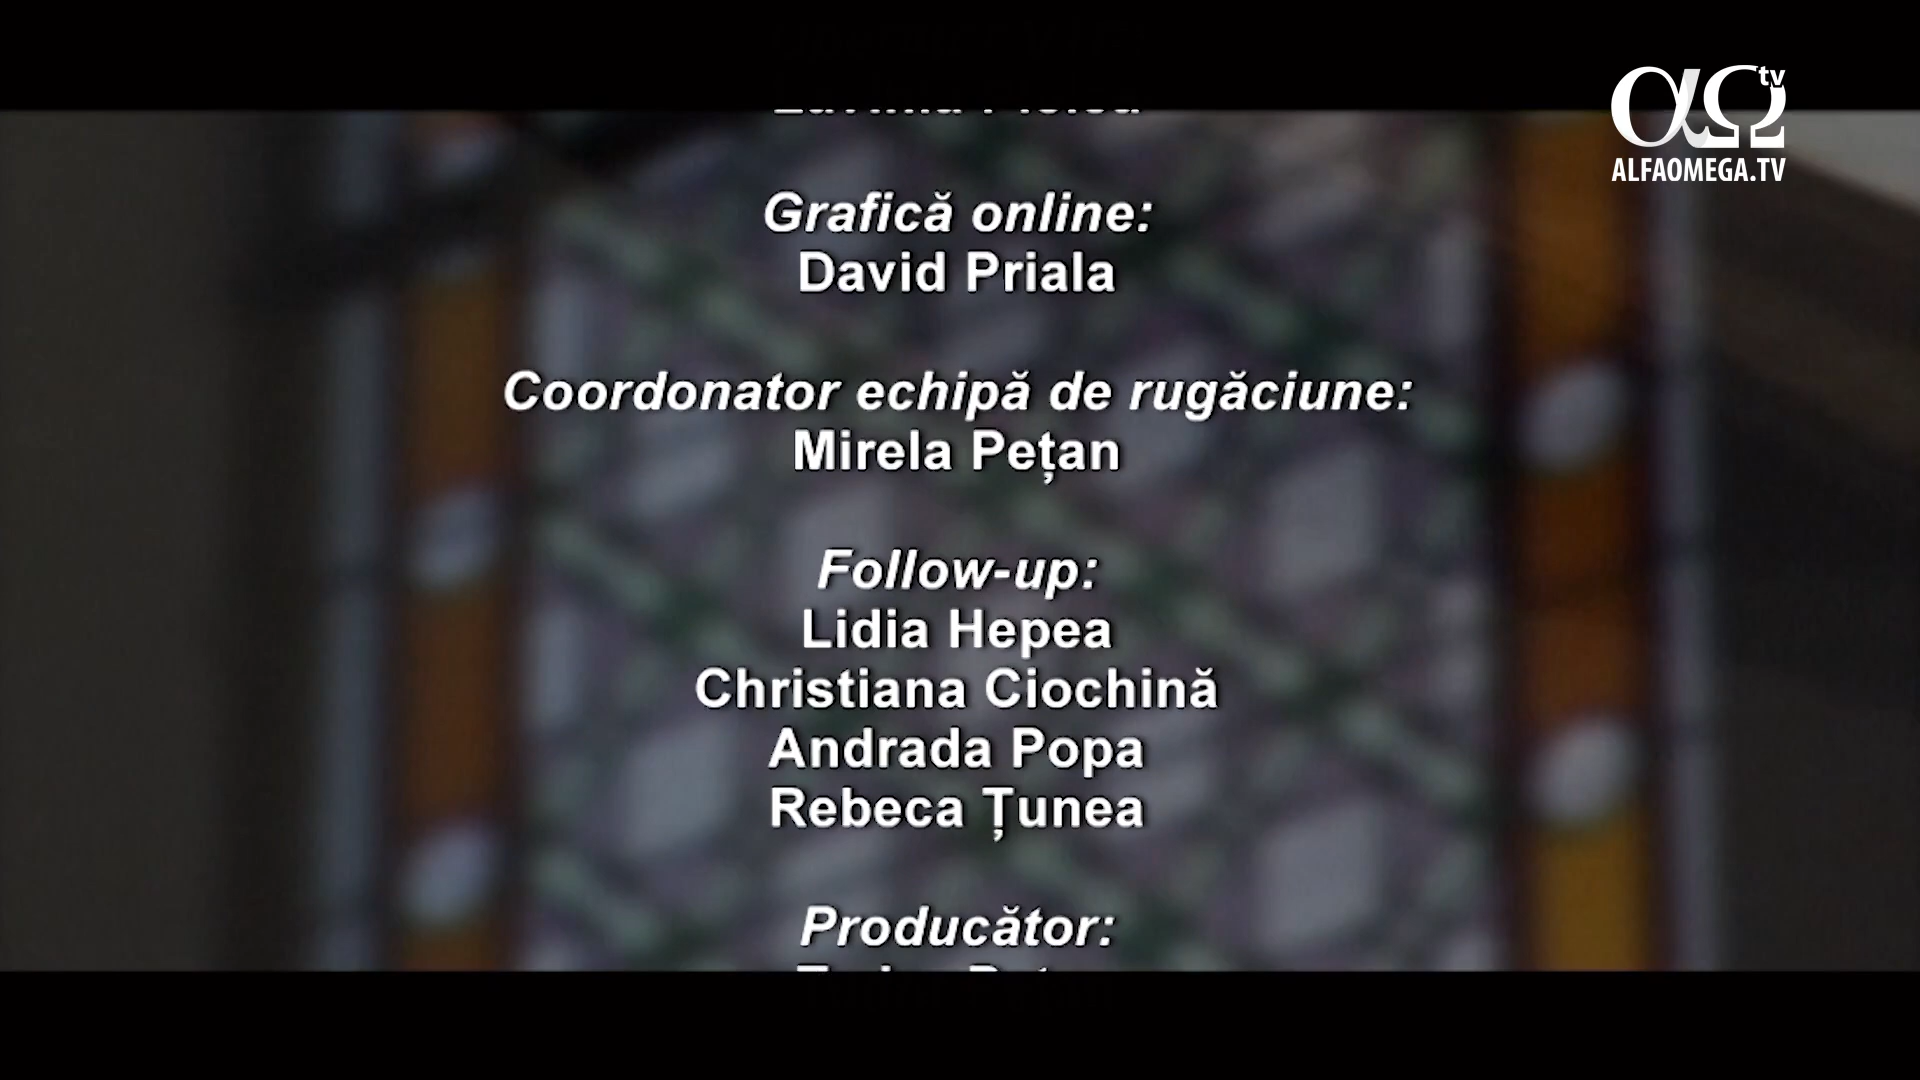 αΩ tv
ALFAOMEGA.TV
Grafică online:
David Priala
Coordonator echipă de rugăciune:
Mirela Pețan
Follow-up:
Lidia Hepea
Christiana Ciochină
Andrada Popa
Rebeca Țunea
Producător: